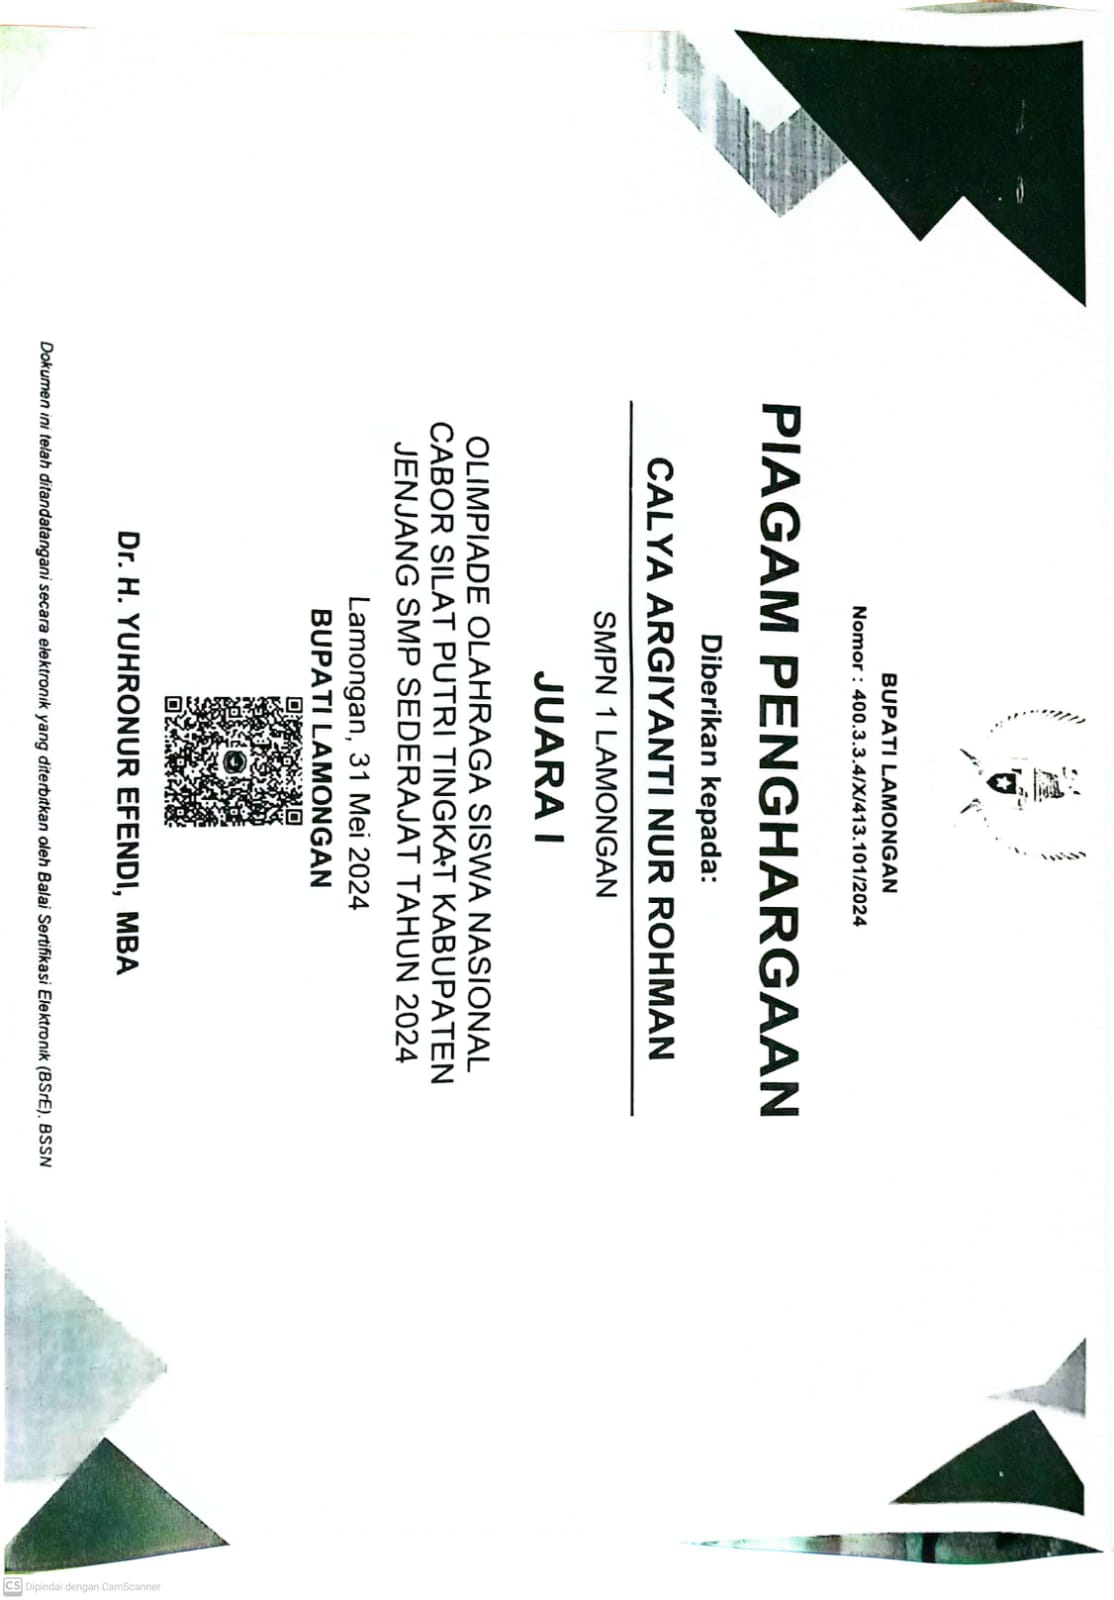 BUPATI LAMONGAN
Nomor : 400.3.3.4/X/413.101/2024
PIAGAM PENGHARGAAN
Diberikan kepada:
CALYA ARGIYANTI NUR ROHMAN
SMPN 1 LAMONGAN
JUARA I
OLIMPIADE OLAHRAGA SISWA NASIONAL
CABOR SILAT PUTRI TINGKAT KABUPATEN
JENJANG SMP SEDERAJAT TAHUN 2024
Lamongan, 31 Mei 2024
BUPATI LAMONGAN
Dr. H. YUHRONUR EFENDI, MBA
Dokumen ini telah ditandatangani secara elektronik yang diterbitkan oleh Balai Sertifikasi Elektronik (BSrE). BSSN
CS Dipindai dengan CamScanner